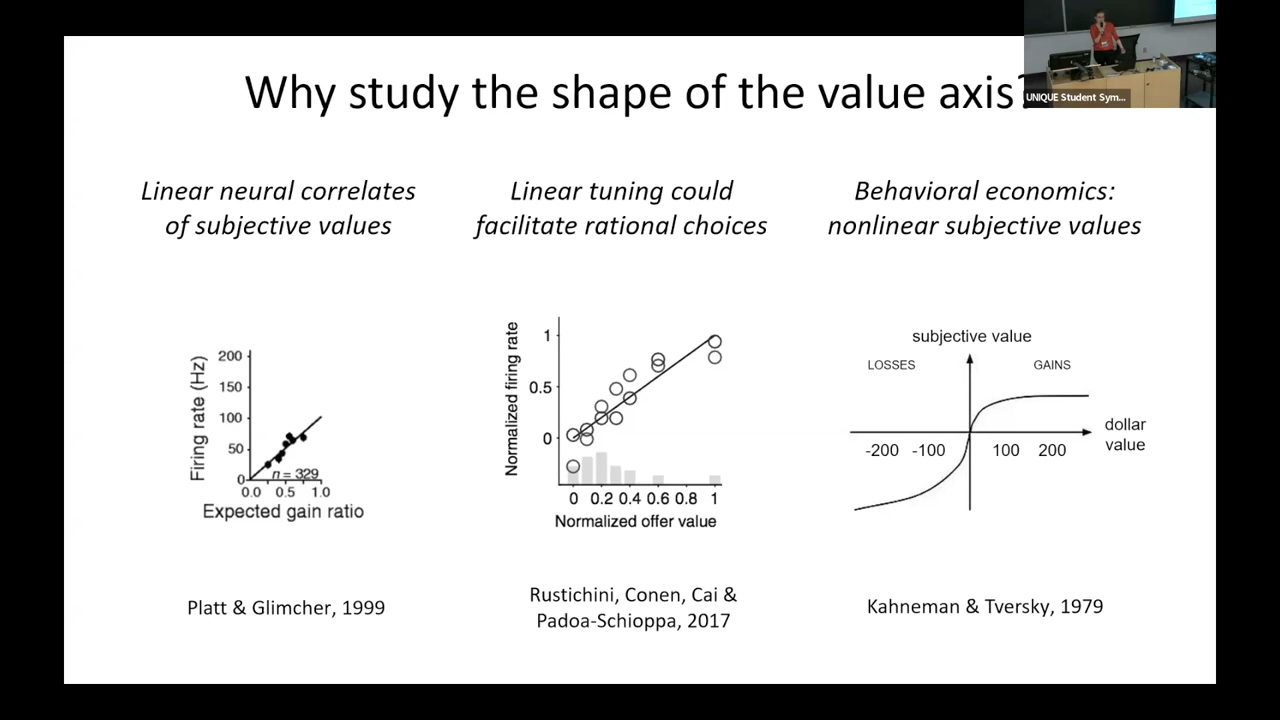 Why study the shape of the value axis?
UNIQUE Student Sym...
Linear neural correlates
of subjective values
Linear tuning could
facilitate rational choices
Behavioral economics:
nonlinear subjective values
Firing rate (Hz)
200
150
100
50
0
n = 329
0.0 0.5 1.0
Expected gain ratio
Platt & Glimcher, 1999
Normalized firing rate
1
0.5
0
0 0.2 0.4 0.6 0.8 1
Normalized offer value
Rustichini, Conen, Cai &
Padoa-Schioppa, 2017
subjective value
LOSSES GAINS
dollar
value
-200 -100 100 200
Kahneman & Tversky, 1979